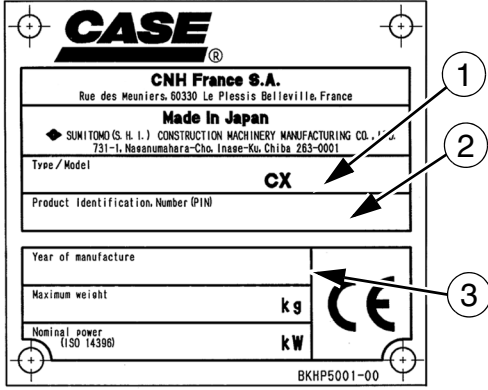 CASE
®
CNH France S.A.
Rue des Meuniers, 60330 Le Plessis Belleville, France
Made In Japan
SUMITOMO (S. H. I.) CONSTRUCTION MACHINERY MANUFACTURING CO., LTD.
731-1, Naganumahara-Cho, Inage-Ku, Chiba 263-0001
Type/Model
CX
Product Identification, Number (PIN)
Year of manufacture
Maximum weight
kg
Nominal power
(ISO 14396)
kW
CE
BKHP5001-00
1
2
3